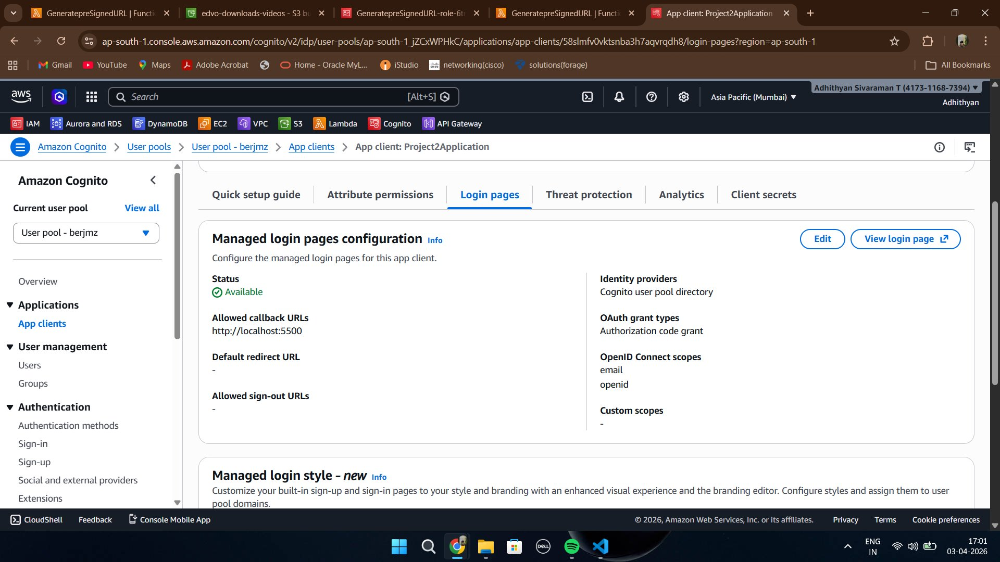 GeneratepreSignedURL | Functi
edvo-downloads-videos - S3 bu
GeneratepreSignedURL-role-6t
GeneratepreSignedURL | Functi
App client: Project2Application
ap-south-1.console.aws.amazon.com/cognito/v2/idp/user-pools/ap-south-1_jZCxWPHkC/applications/app-clients/58slmfv0vktsnba3h7aqvrqdh8/login-pages?region=ap-south-1
Gmail
YouTube
Maps
Adobe Acrobat
Home - Oracle MyL...
iStudio
networking(cisco)
solutions(forage)
All Bookmarks
aws
Search
[Alt+S]
Asia Pacific (Mumbai)
Adhithyan Sivaraman T (4173-1168-7394)
Adhithyan
IAM
Aurora and RDS
DynamoDB
EC2
VPC
S3
Lambda
Cognito
API Gateway
Amazon Cognito
User pools
User pool - berjmz
App clients
App client: Project2Application
Amazon Cognito
Current user pool
View all
User pool - berjmz
Overview
Applications
App clients
User management
Users
Groups
Authentication
Authentication methods
Sign-in
Sign-up
Social and external providers
Extensions
Quick setup guide
Attribute permissions
Login pages
Threat protection
Analytics
Client secrets
Managed login pages configuration Info
Edit
View login page
Configure the managed login pages for this app client.
Status
Available
Allowed callback URLs
http://localhost:5500
Default redirect URL
-
Allowed sign-out URLs
-
Identity providers
Cognito user pool directory
OAuth grant types
Authorization code grant
OpenID Connect scopes
email
openid
Custom scopes
-
Managed login style - new Info
Customize your built-in sign-up and sign-in pages to your style and branding with an enhanced visual experience and the branding editor. Configure styles and assign them to user
pool domains.
CloudShell
Feedback
Console Mobile App
© 2026, Amazon Web Services, Inc. or its affiliates.
Privacy
Terms
Cookie preferences
DELL
ENG
IN
17:01
03-04-2026